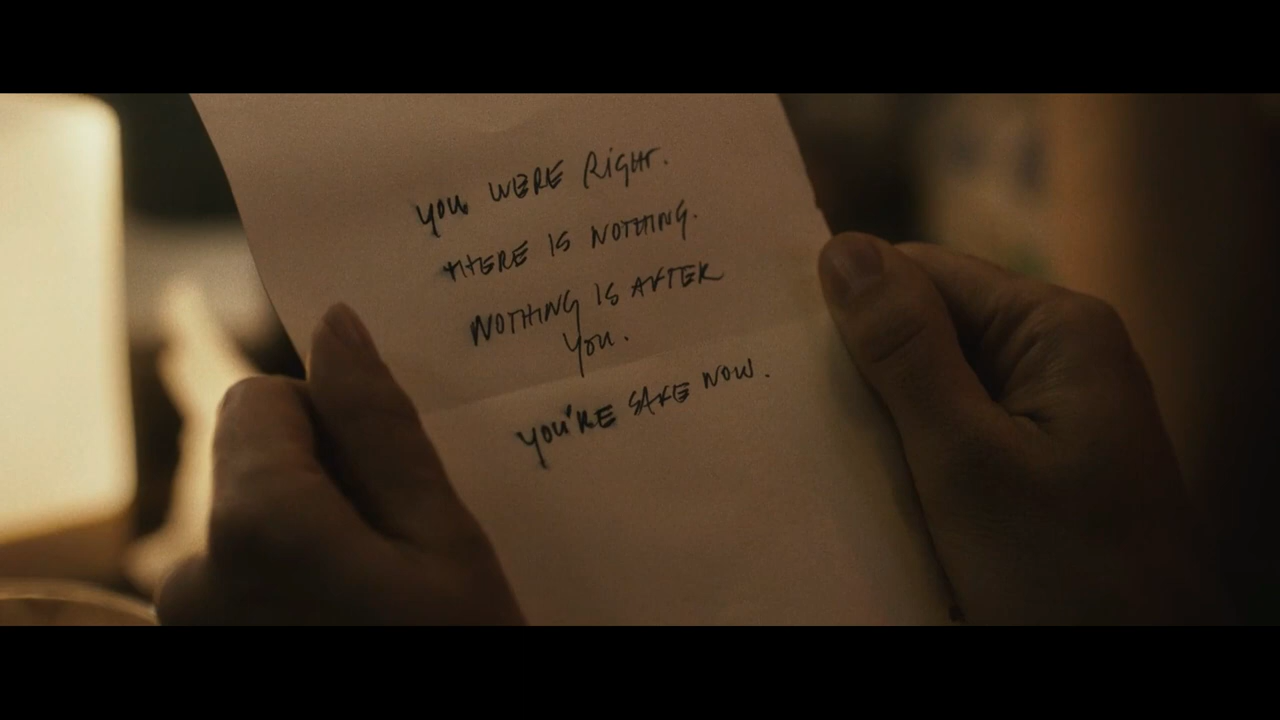 YOU WERE RIGHT.
THERE IS NOTHING.
NOTHING IS AFTER
YOU.
YOU'RE SAFE NOW.